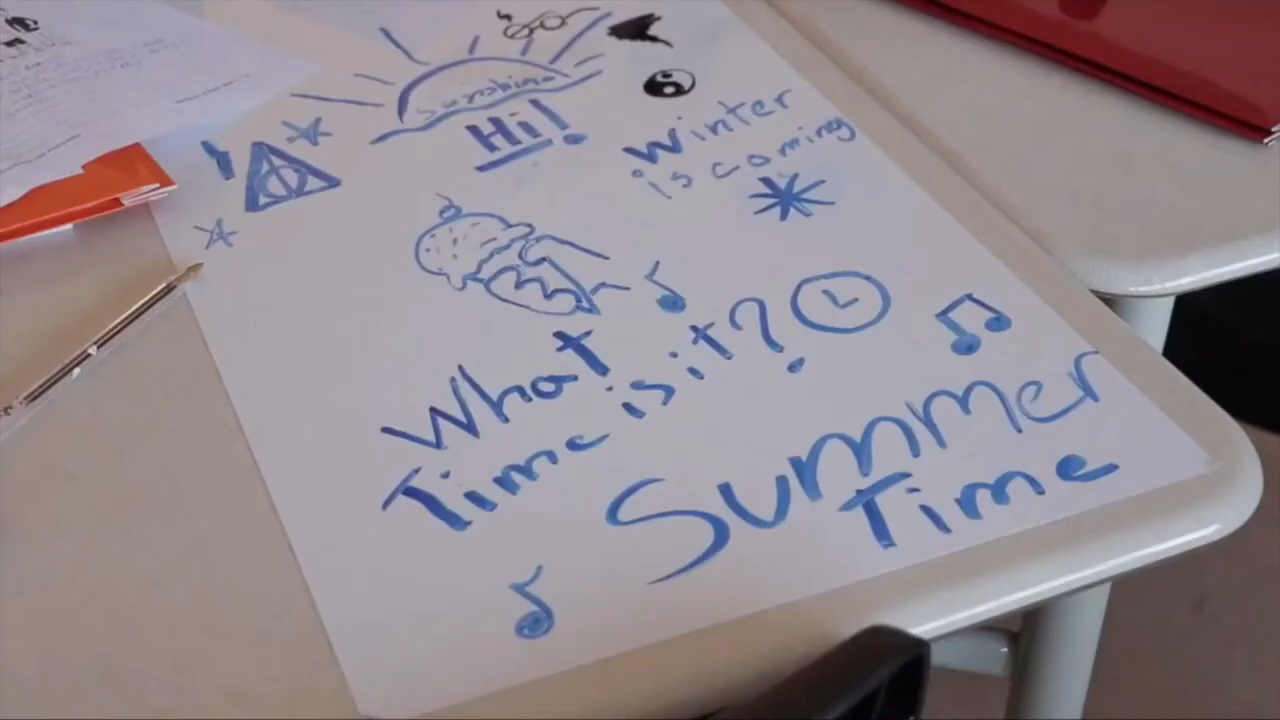 sunshine
Hi!
Winter
is coming
What
Time is it?
Summer
Time